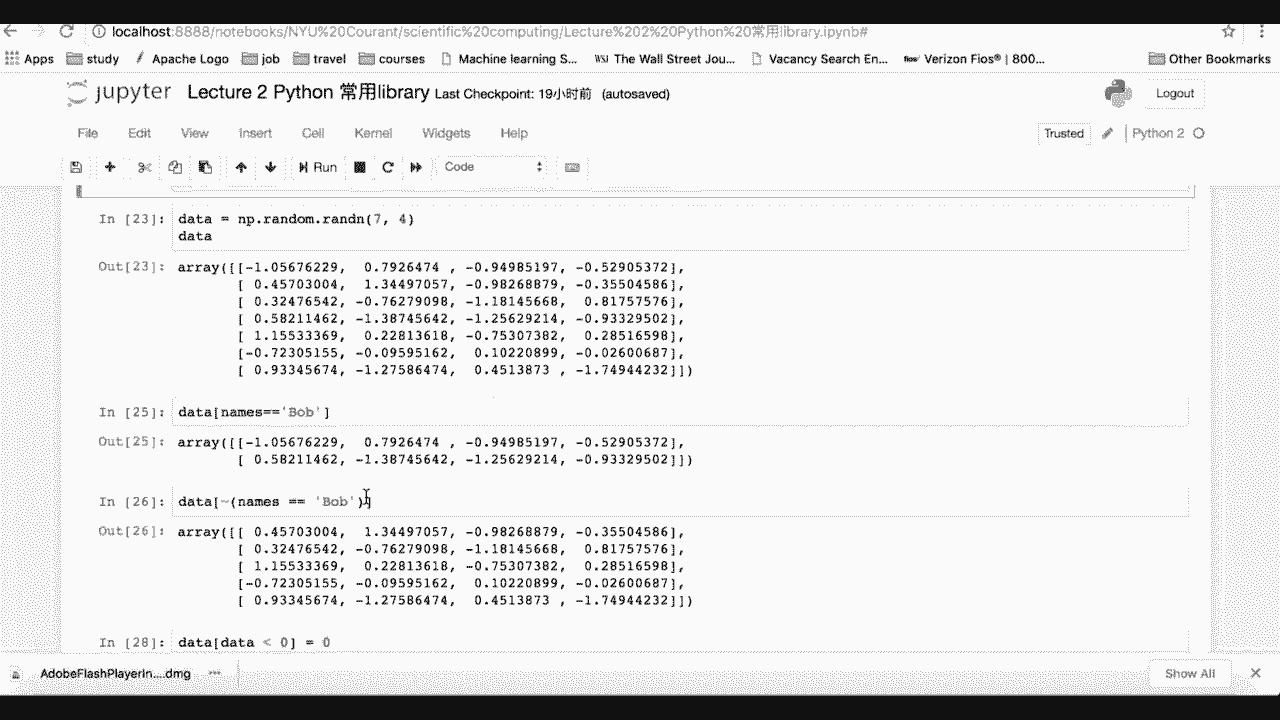 localhost:8888/notebooks/NYU%20Courant/scientific%20computing/Lecture%202%20Python%20常用library.ipynb#
Apps study Apache Logo job travel courses Machine learning S... WSJ The Wall Street Jou... Vacancy Search En... fios Verizon Fios® | 800... Other Bookmarks
jupyter Lecture 2 Python 常用library Last Checkpoint: 19小时前 (autosaved) Logout
File Edit View Insert Cell Kernel Widgets Help Trusted Python 2
Run Code
In [23]: data = np.random.randn(7, 4)
data
Out[23]: array([[-1.05676229, 0.7926474 , -0.94985197, -0.52905372],
[ 0.45703004, 1.34497057, -0.98268879, -0.35504586],
[ 0.32476542, -0.76279098, -1.18145668, 0.81757576],
[ 0.58211462, -1.38745642, -1.25629214, -0.93329502],
[ 1.15533369, 0.22813618, -0.75307382, 0.28516598],
[-0.72305155, -0.09595162, 0.10220899, -0.02600687],
[ 0.93345674, -1.27586474, 0.4513873 , -1.74944232]])
In [25]: data[names=='Bob']
Out[25]: array([[-1.05676229, 0.7926474 , -0.94985197, -0.52905372],
[ 0.58211462, -1.38745642, -1.25629214, -0.93329502]])
In [26]: data[~(names == 'Bob')]
Out[26]: array([[ 0.45703004, 1.34497057, -0.98268879, -0.35504586],
[ 0.32476542, -0.76279098, -1.18145668, 0.81757576],
[ 1.15533369, 0.22813618, -0.75307382, 0.28516598],
[-0.72305155, -0.09595162, 0.10220899, -0.02600687],
[ 0.93345674, -1.27586474, 0.4513873 , -1.74944232]])
In [28]: data[data < 0] = 0
AdobeFlashPlayerIn....dmg Show All